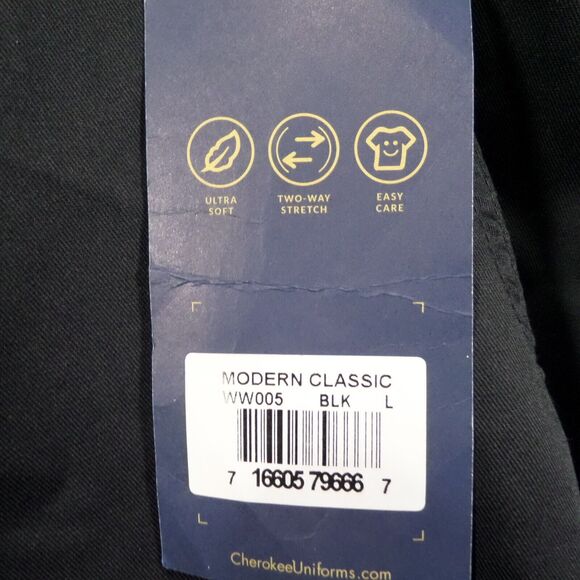 ULTRA SOFT
TWO-WAY STRETCH
EASY CARE
MODERN CLASSIC
WW005 BLK L
7 16605 79666 7
CherokeeUniforms.com